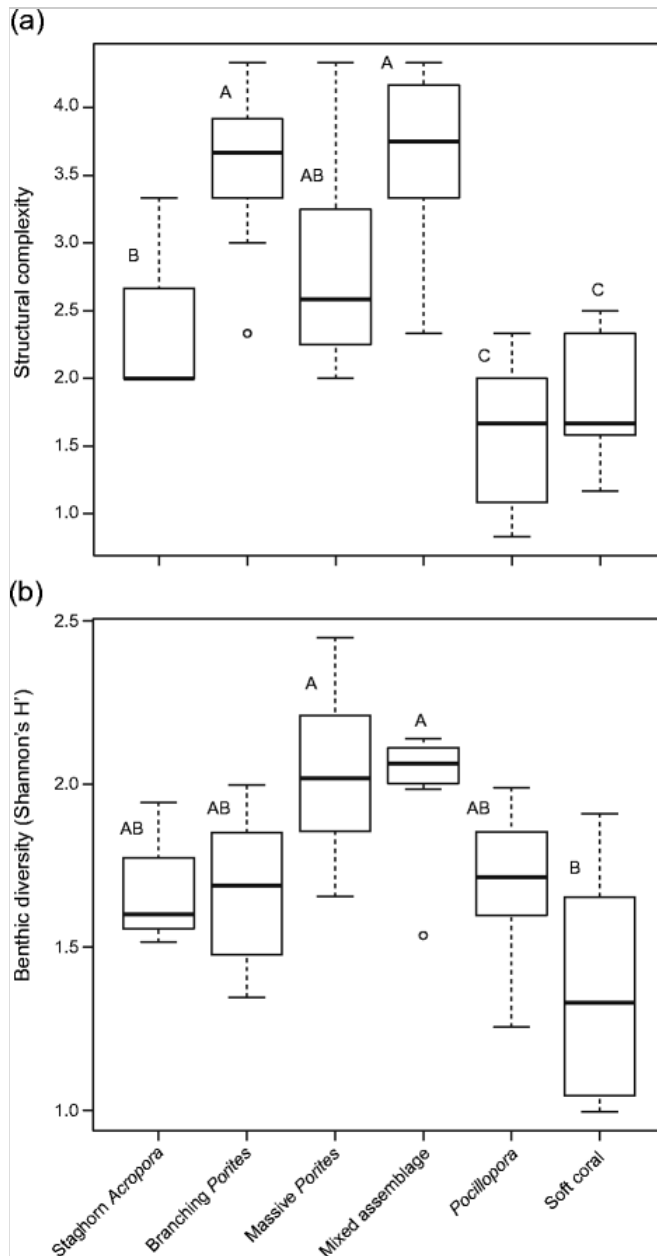 (a)
Structural complexity
4.0
3.5
3.0
2.5
2.0
1.5
1.0
B
A
AB
A
C
C
(b)
Benthic diversity (Shannon's H')
2.5
2.0
1.5
1.0
AB
AB
A
A
AB
B
Staghorn Acropora
Branching Porites
Massive Porites
Mixed assemblage
Pocillopora
Soft coral